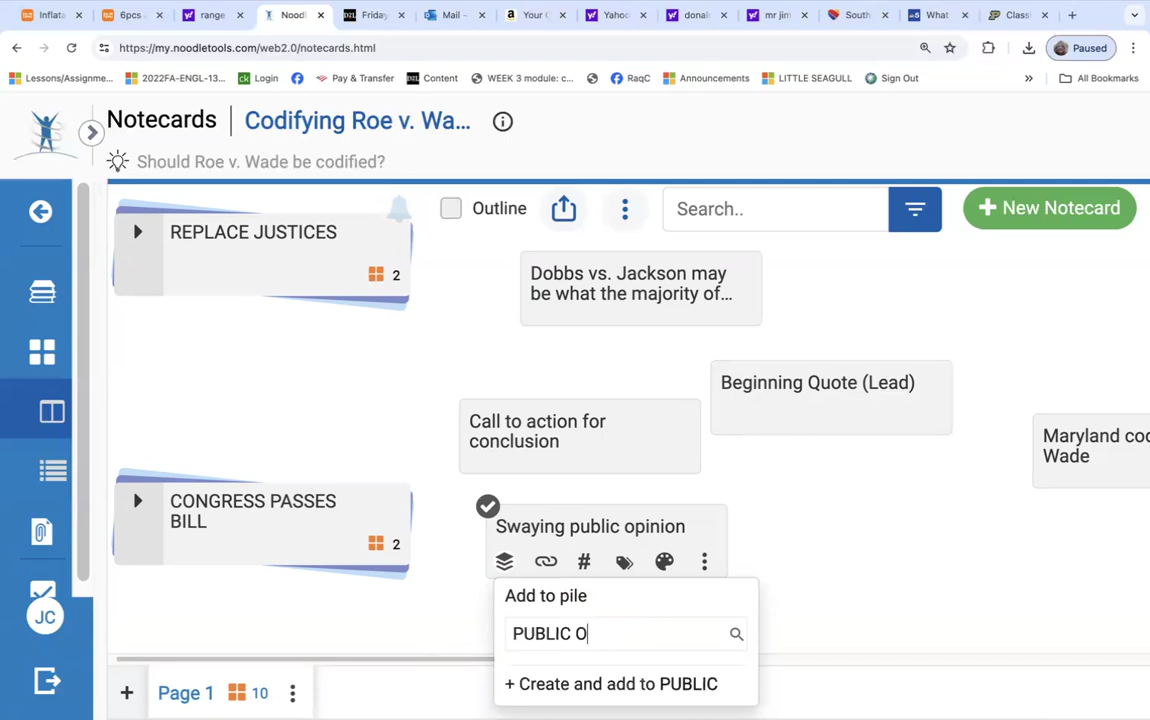 Inflati
6pcs
range
Noodl
Friday
Mail -
Your O
Yahoo
donal
mr jim
South
What
Class
https://my.noodletools.com/web2.0/notecards.html
Paused
Lessons/Assignme...
2022FA-ENGL-13...
ck Login
Pay & Transfer
D2L Content
WEEK 3 module: c...
RaqC
Announcements
LITTLE SEAGULL
Sign Out
»
All Bookmarks
Notecards
Codifying Roe v. Wa...
Should Roe v. Wade be codified?
Outline
Search..
+ New Notecard
REPLACE JUSTICES
2
Dobbs vs. Jackson may
be what the majority of...
Beginning Quote (Lead)
Call to action for
conclusion
Maryland cod
Wade
CONGRESS PASSES
BILL
2
Swaying public opinion
#
Add to pile
PUBLIC O
+ Create and add to PUBLIC
JC
+
Page 1
10